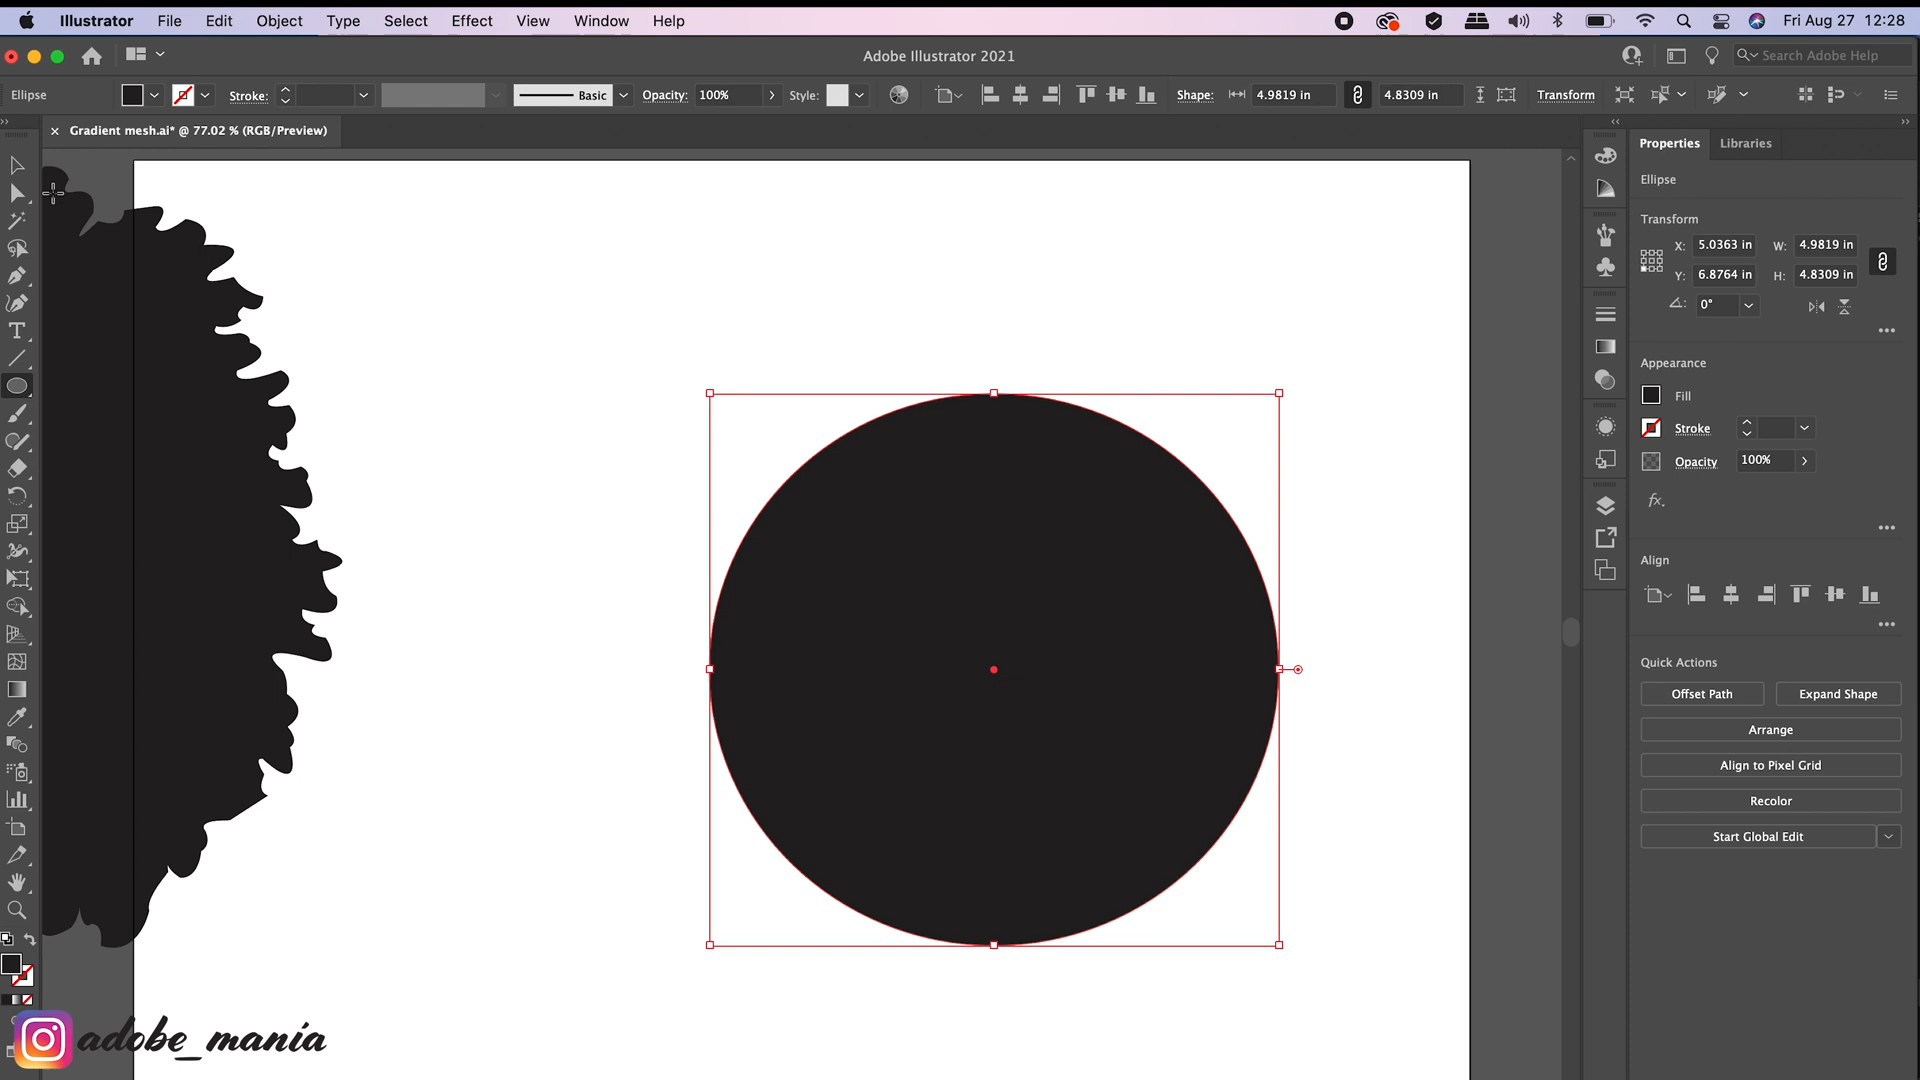 Illustrator File Edit Object Type Select Effect View Window Help Fri Aug 27 12:28
Adobe Illustrator 2021 Search Adobe Help
Ellipse Stroke: Basic Opacity: 100% Style: Shape: 4.9819 in 4.8309 in Transform
× Gradient mesh.ai* @ 77.02 % (RGB/Preview)
Properties Libraries
Ellipse
Transform
X: 5.0363 in W: 4.9819 in
Y: 6.8764 in H: 4.8309 in
0°
Appearance
Fill
Stroke
Opacity 100%
fx.
Align
Quick Actions
Offset Path Expand Shape
Arrange
Align to Pixel Grid
Recolor
Start Global Edit
adobe_mania